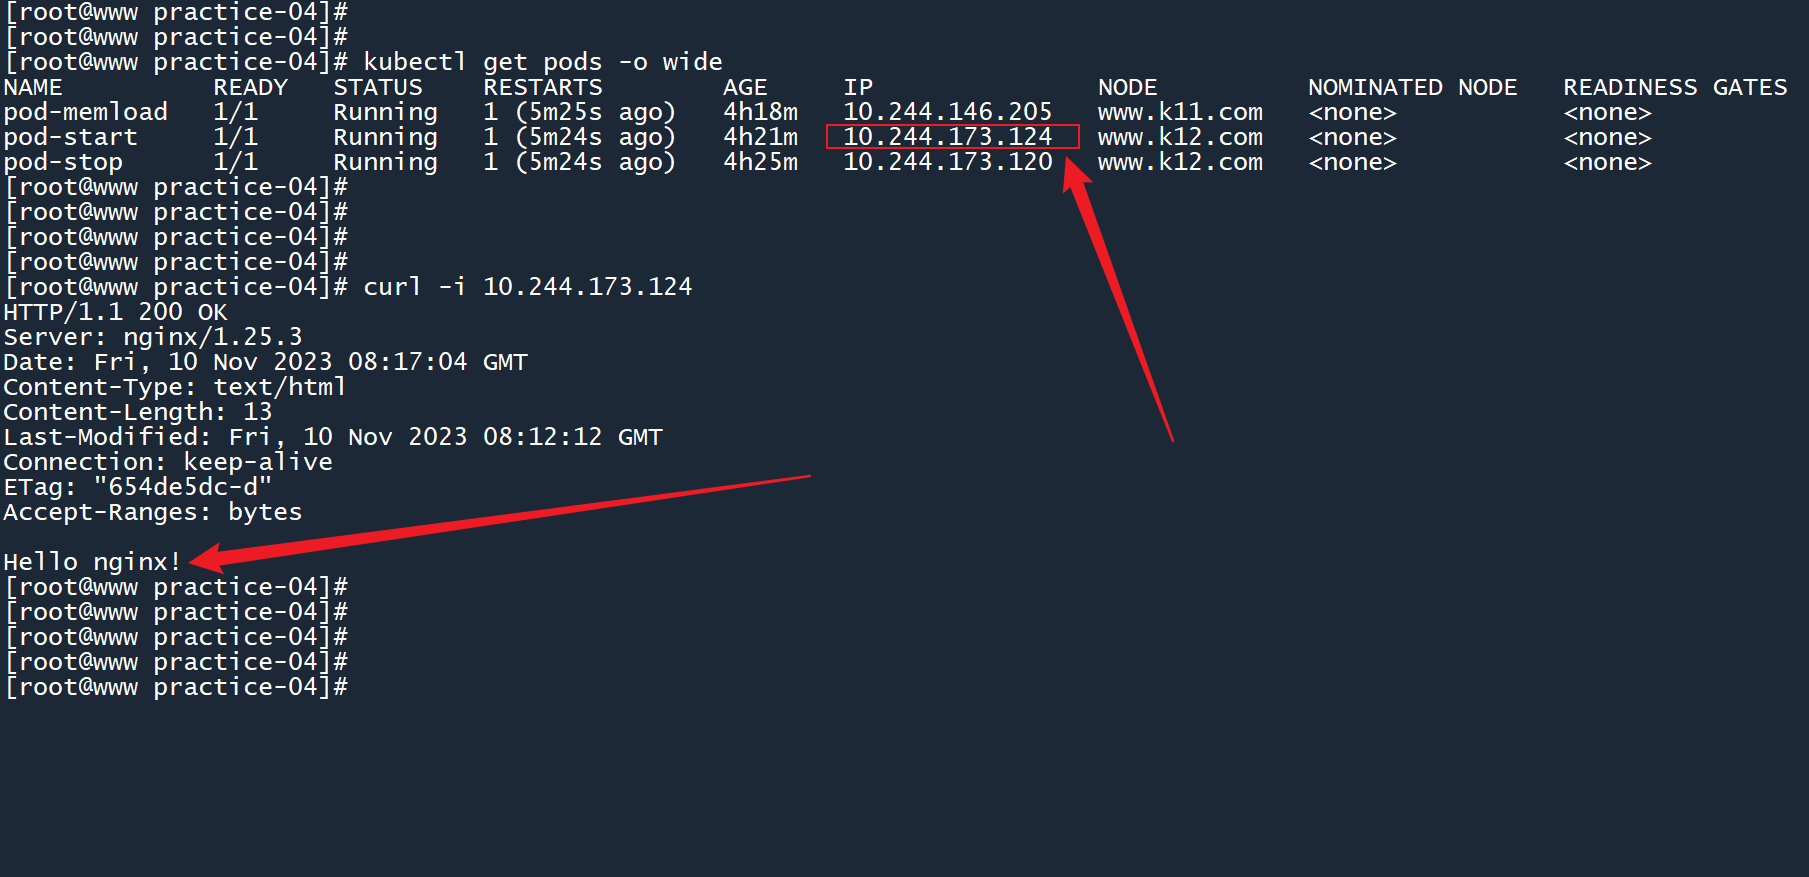 [root@www practice-04]#
[root@www practice-04]#
[root@www practice-04]# kubectl get pods -o wide
NAME          READY   STATUS    RESTARTS        AGE     IP               NODE          NOMINATED NODE   READINESS GATES
pod-memload   1/1     Running   1 (5m25s ago)   4h18m   10.244.146.205   www.k11.com   <none>           <none>
pod-start     1/1     Running   1 (5m24s ago)   4h21m   10.244.173.124   www.k12.com   <none>           <none>
pod-stop      1/1     Running   1 (5m24s ago)   4h25m   10.244.173.120   www.k12.com   <none>           <none>
[root@www practice-04]#
[root@www practice-04]#
[root@www practice-04]#
[root@www practice-04]#
[root@www practice-04]# curl -i 10.244.173.124
HTTP/1.1 200 OK
Server: nginx/1.25.3
Date: Fri, 10 Nov 2023 08:17:04 GMT
Content-Type: text/html
Content-Length: 13
Last-Modified: Fri, 10 Nov 2023 08:12:12 GMT
Connection: keep-alive
ETag: "654de5dc-d"
Accept-Ranges: bytes

Hello nginx!
[root@www practice-04]#
[root@www practice-04]#
[root@www practice-04]#
[root@www practice-04]#
[root@www practice-04]#